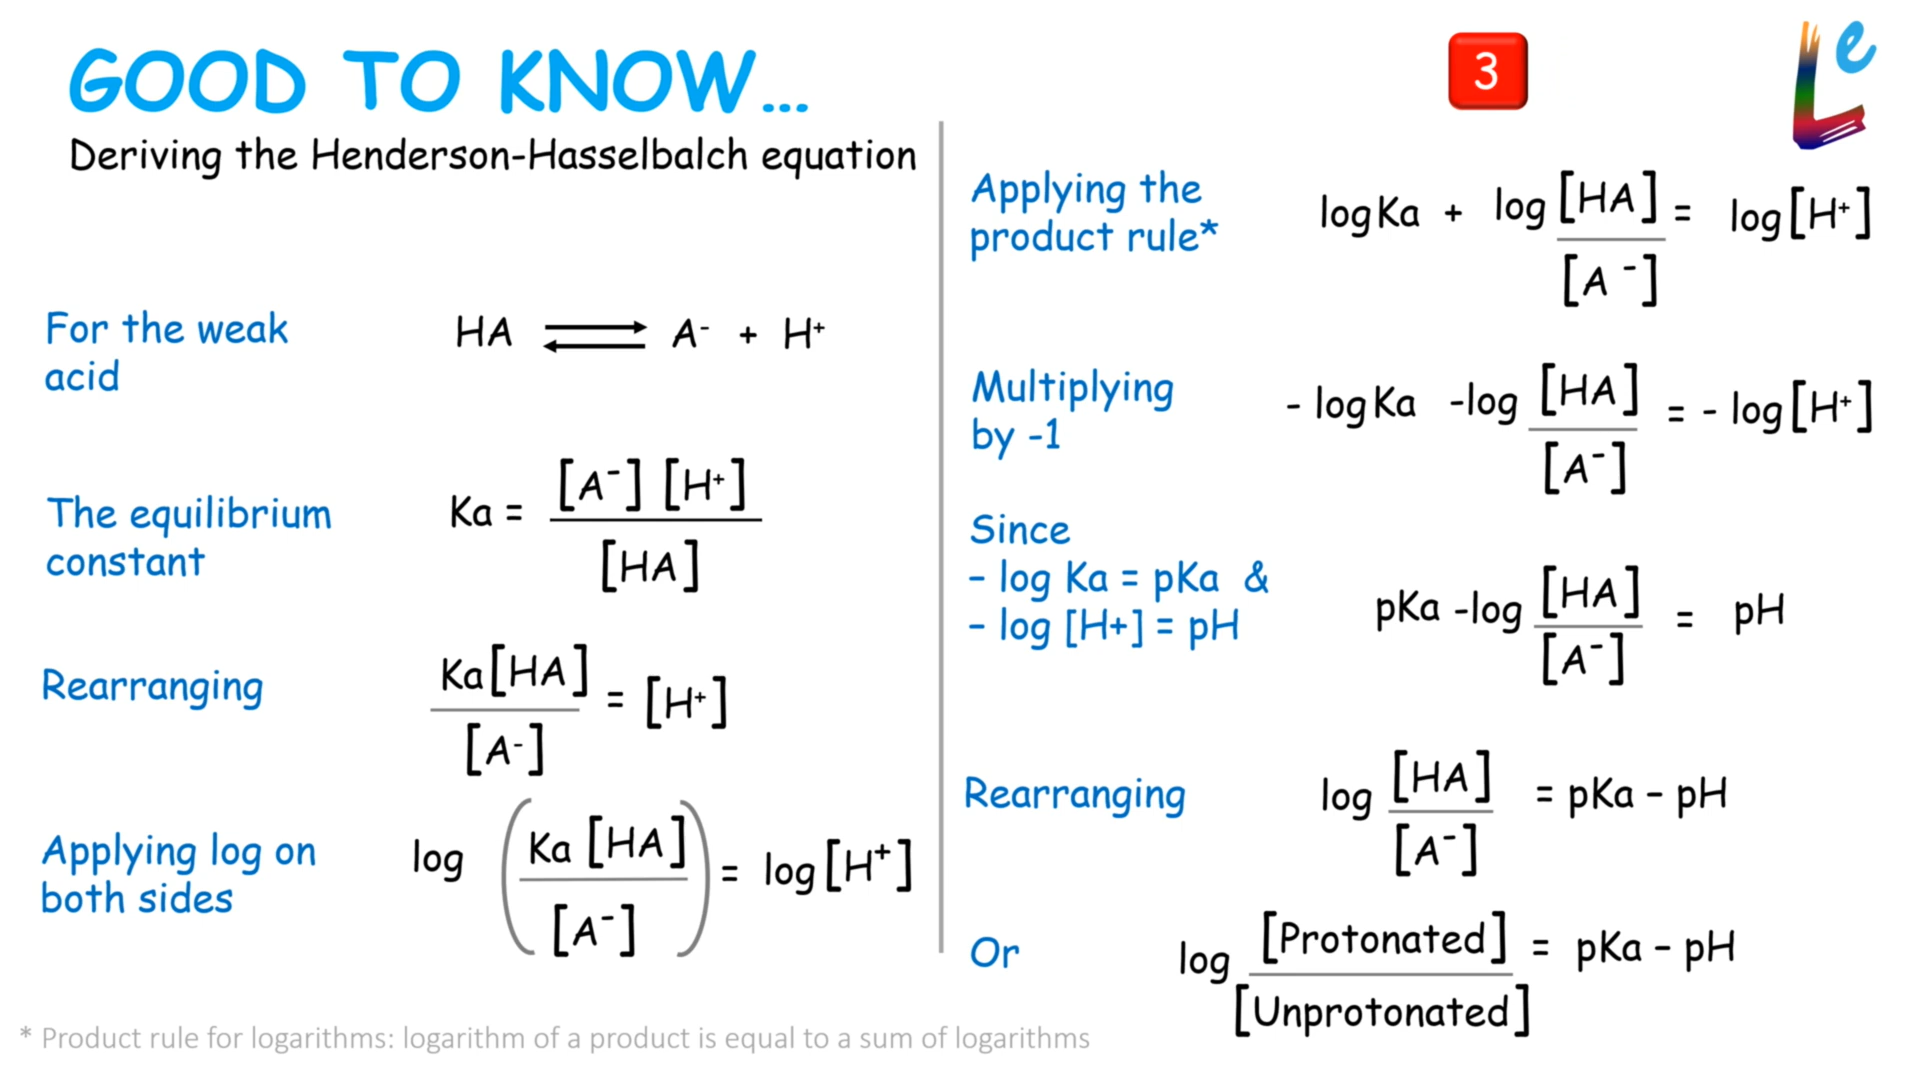 GOOD TO KNOW...
Deriving the Henderson-Hasselbalch equation
For the weak
acid
HA ⇌ A⁻ + H⁺
The equilibrium
constant
Ka = [A⁻] [H⁺]
[HA]
Rearranging
Ka[HA] = [H⁺]
[A⁻]
Applying log on
both sides
log (Ka [HA]) = log [H⁺]
[A⁻]
3
Le
Applying the
product rule*
log Ka + log [HA] = log [H⁺]
[A⁻]
Multiplying
by -1
- log Ka -log [HA] = - log [H⁺]
[A⁻]
Since
- log Ka = pKa &
- log [H+] = pH
pKa -log [HA] = pH
[A⁻]
Rearranging
log [HA] = pKa - pH
[A⁻]
Or
log [Protonated] = pKa - pH
[Unprotonated]
* Product rule for logarithms: logarithm of a product is equal to a sum of logarithms